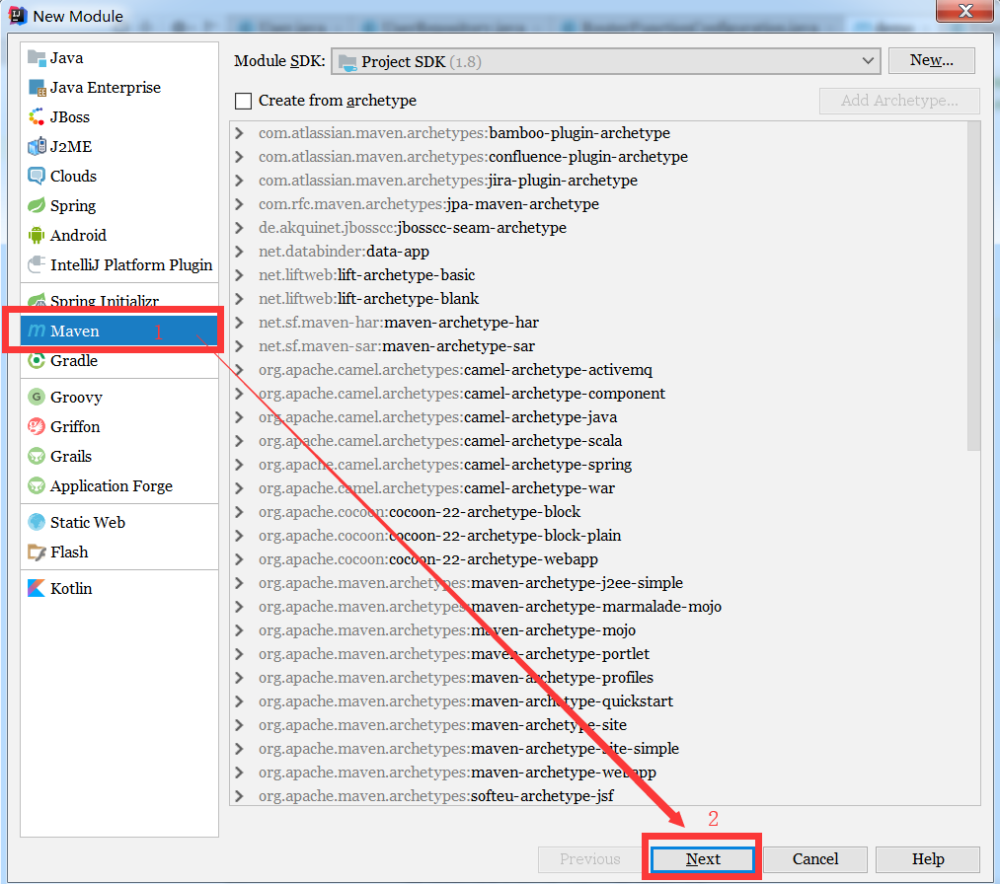 New Module
Java
Java Enterprise
JBoss
J2ME
Clouds
Spring
Android
IntelliJ Platform Plugin
Spring Initializr
Maven 1
Gradle
Groovy
Griffon
Grails
Application Forge
Static Web
Flash
Kotlin
Module SDK: Project SDK (1.8) New...
Create from archetype Add Archetype...
com.atlassian.maven.archetypes:bamboo-plugin-archetype
com.atlassian.maven.archetypes:confluence-plugin-archetype
com.atlassian.maven.archetypes:jira-plugin-archetype
com.rfc.maven.archetypes:jpa-maven-archetype
de.akquinet.jbosscc:jbosscc-seam-archetype
net.databinder:data-app
net.liftweb:lift-archetype-basic
net.liftweb:lift-archetype-blank
net.sf.maven-har:maven-archetype-har
net.sf.maven-sar:maven-archetype-sar
org.apache.camel.archetypes:camel-archetype-activemq
org.apache.camel.archetypes:camel-archetype-component
org.apache.camel.archetypes:camel-archetype-java
org.apache.camel.archetypes:camel-archetype-scala
org.apache.camel.archetypes:camel-archetype-spring
org.apache.camel.archetypes:camel-archetype-war
org.apache.cocoon:cocoon-22-archetype-block
org.apache.cocoon:cocoon-22-archetype-block-plain
org.apache.cocoon:cocoon-22-archetype-webapp
org.apache.maven.archetypes:maven-archetype-j2ee-simple
org.apache.maven.archetypes:maven-archetype-marmalade-mojo
org.apache.maven.archetypes:maven-archetype-mojo
org.apache.maven.archetypes:maven-archetype-portlet
org.apache.maven.archetypes:maven-archetype-profiles
org.apache.maven.archetypes:maven-archetype-quickstart
org.apache.maven.archetypes:maven-archetype-site
org.apache.maven.archetypes:maven-archetype-site-simple
org.apache.maven.archetypes:maven-archetype-webapp
org.apache.maven.archetypes:softeu-archetype-jsf
2
Previous Next Cancel Help